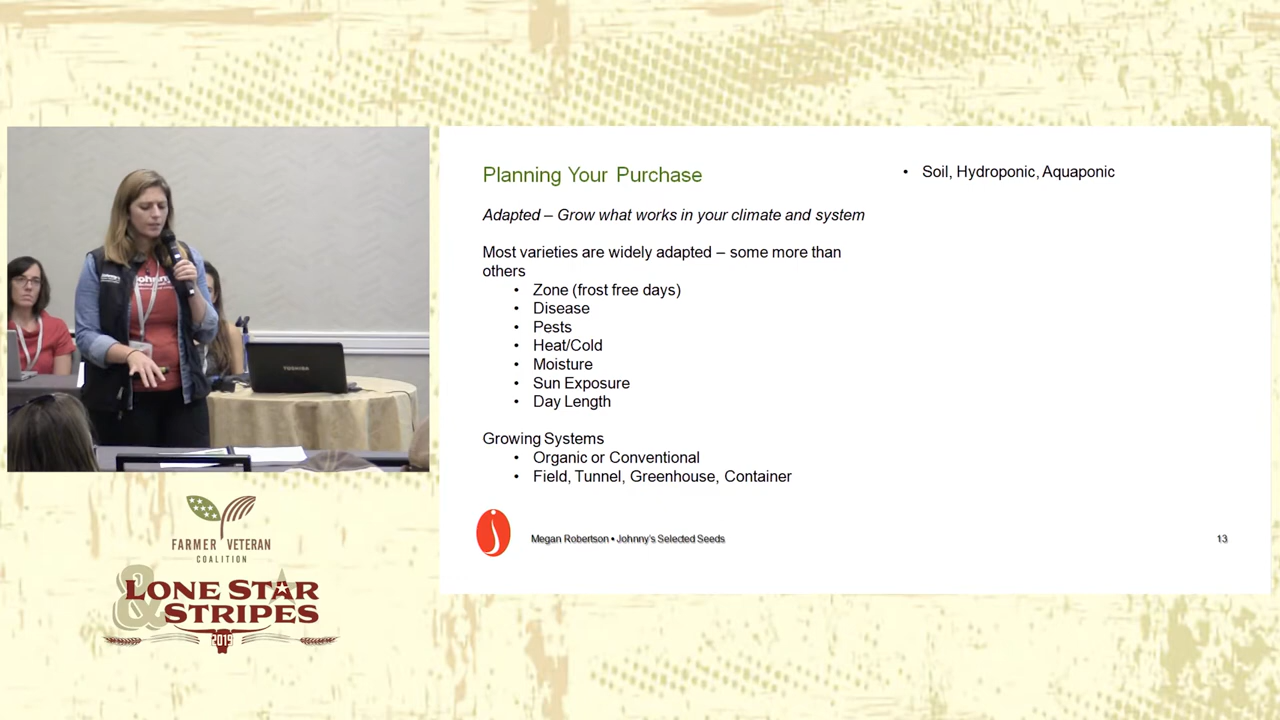 Planning Your Purchase
Adapted – Grow what works in your climate and system
Most varieties are widely adapted – some more than
others
• Zone (frost free days)
• Disease
• Pests
• Heat/Cold
• Moisture
• Sun Exposure
• Day Length
Growing Systems
• Organic or Conventional
• Field, Tunnel, Greenhouse, Container
• Soil, Hydroponic, Aquaponic
Megan Robertson • Johnny's Selected Seeds
13
TOSHIBA
FARMER VETERAN
COALITION
LONE STAR
& STRIPES
2019